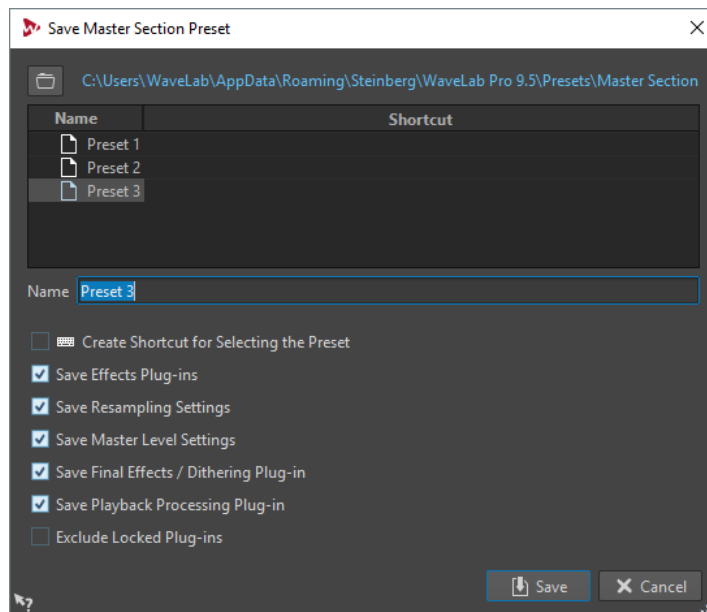 Save Master Section Preset
C:\Users\WaveLab\AppData\Roaming\Steinberg\WaveLab Pro 9.5\Presets\Master Section
Name Shortcut
Preset 1
Preset 2
Preset 3
Name Preset 3
Create Shortcut for Selecting the Preset
Save Effects Plug-ins
Save Resampling Settings
Save Master Level Settings
Save Final Effects / Dithering Plug-in
Save Playback Processing Plug-in
Exclude Locked Plug-ins
Save Cancel
?